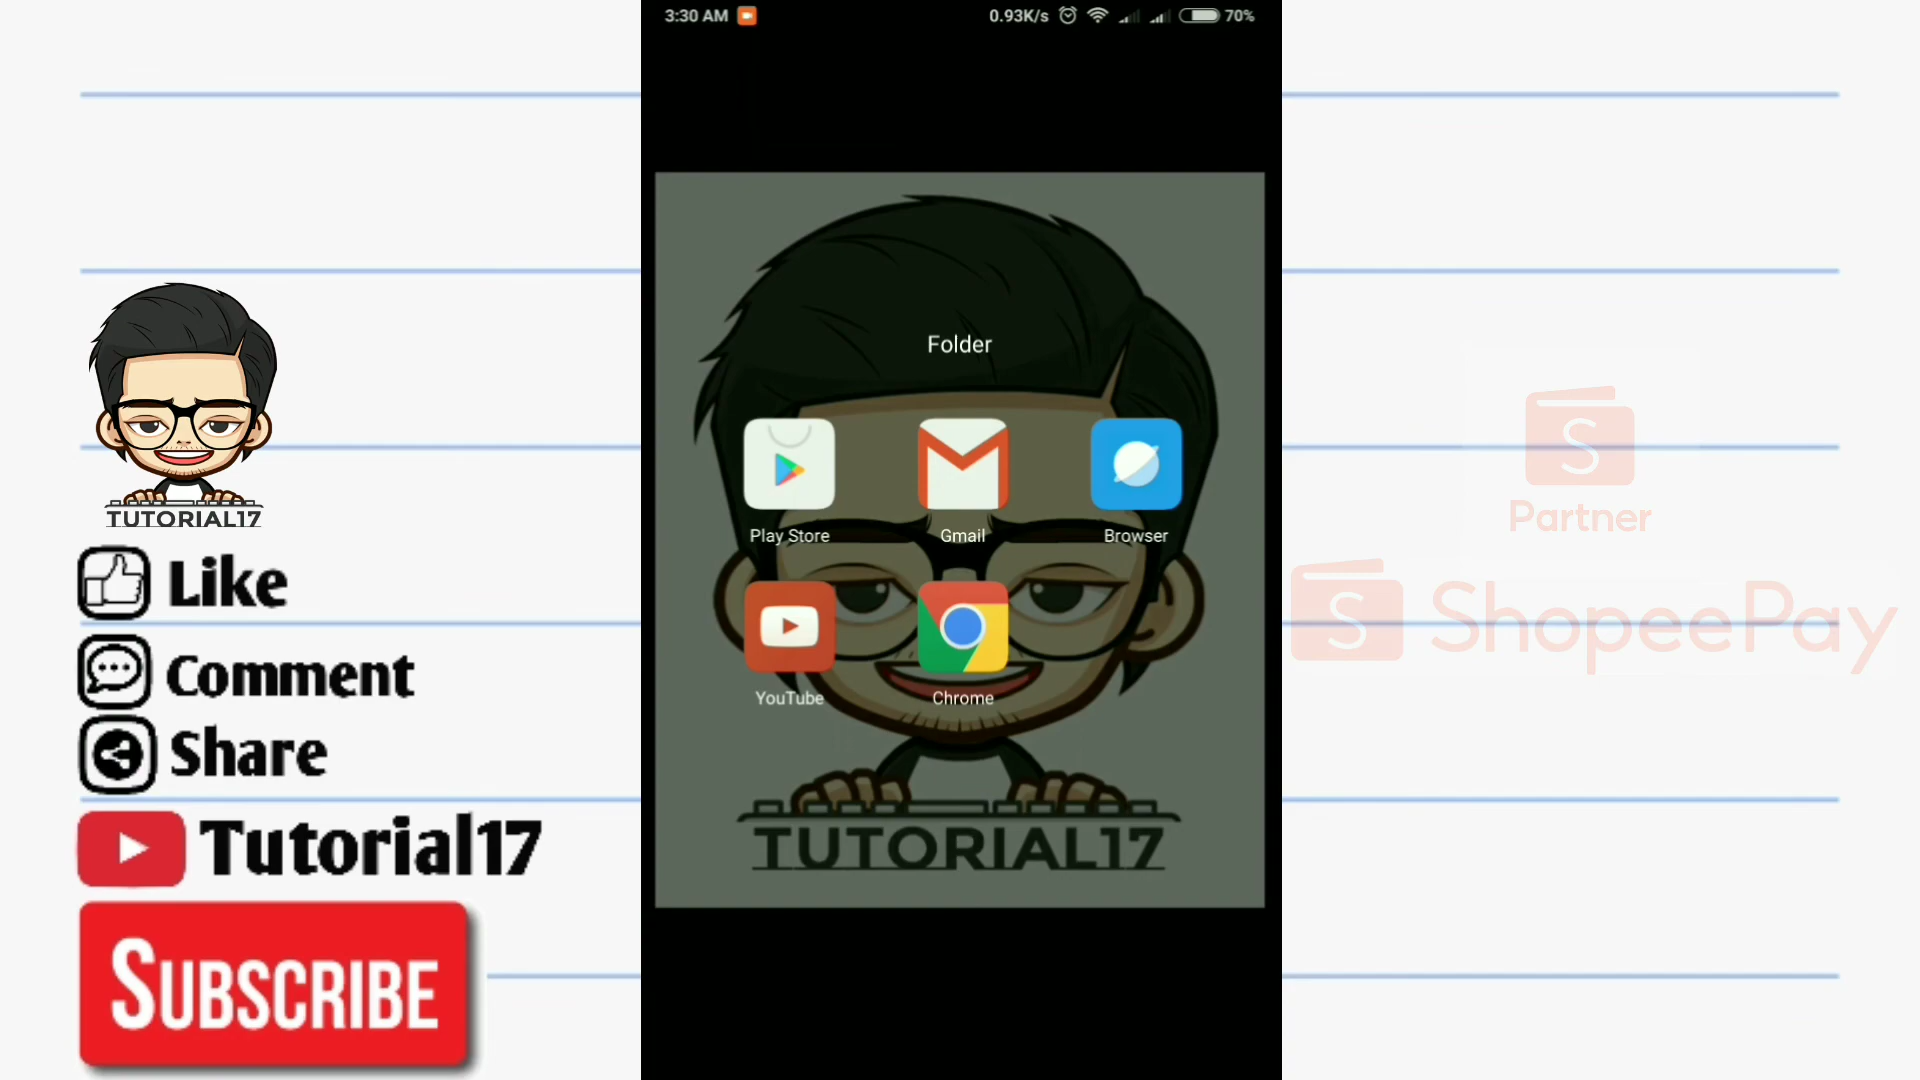 3:30 AM
0.93K/s
70%
Folder
Play Store
Gmail
Browser
YouTube
Chrome
TUTORIAL17
TUTORIAL17
Like
Comment
Share
Tutorial17
SUBSCRIBE
S
Partner
S
ShopeePay